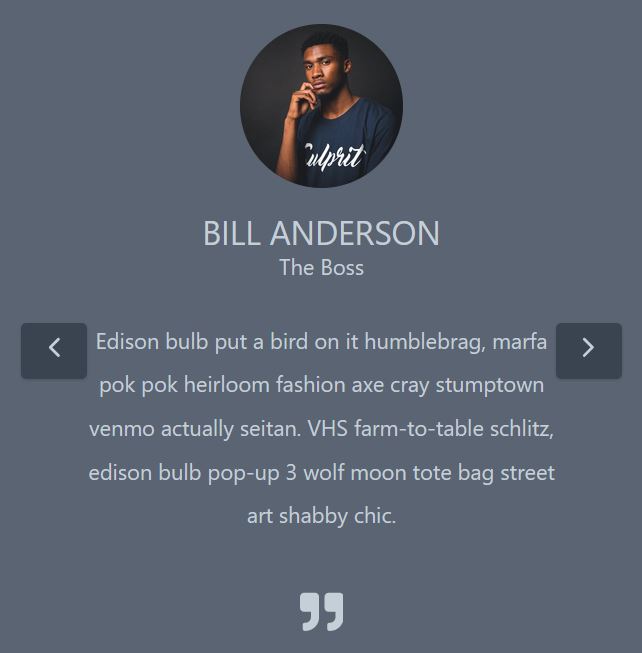 Culprit
BILL ANDERSON
The Boss
Edison bulb put a bird on it humblebrag, marfa
pok pok heirloom fashion axe cray stumptown
venmo actually seitan. VHS farm-to-table schlitz,
edison bulb pop-up 3 wolf moon tote bag street
art shabby chic.